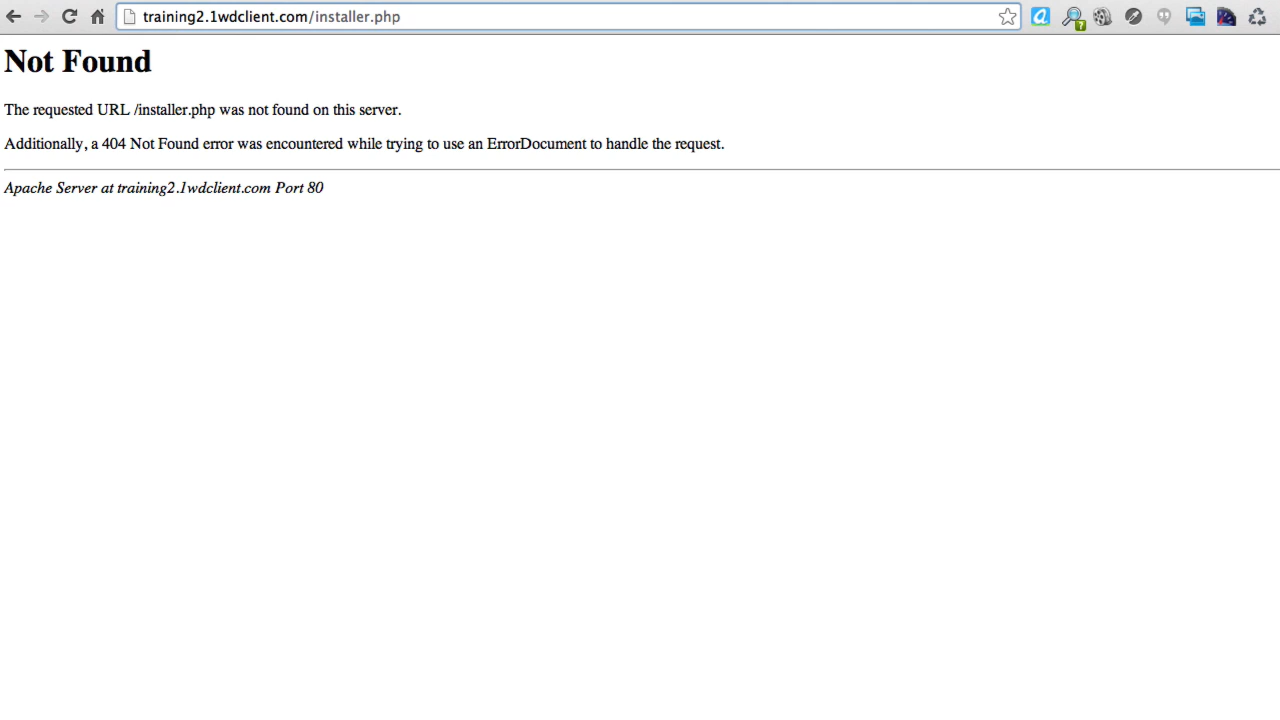 training2.1wdclient.com/installer.php
?
Not Found
The requested URL /installer.php was not found on this server.
Additionally, a 404 Not Found error was encountered while trying to use an ErrorDocument to handle the request.
Apache Server at training2.1wdclient.com Port 80